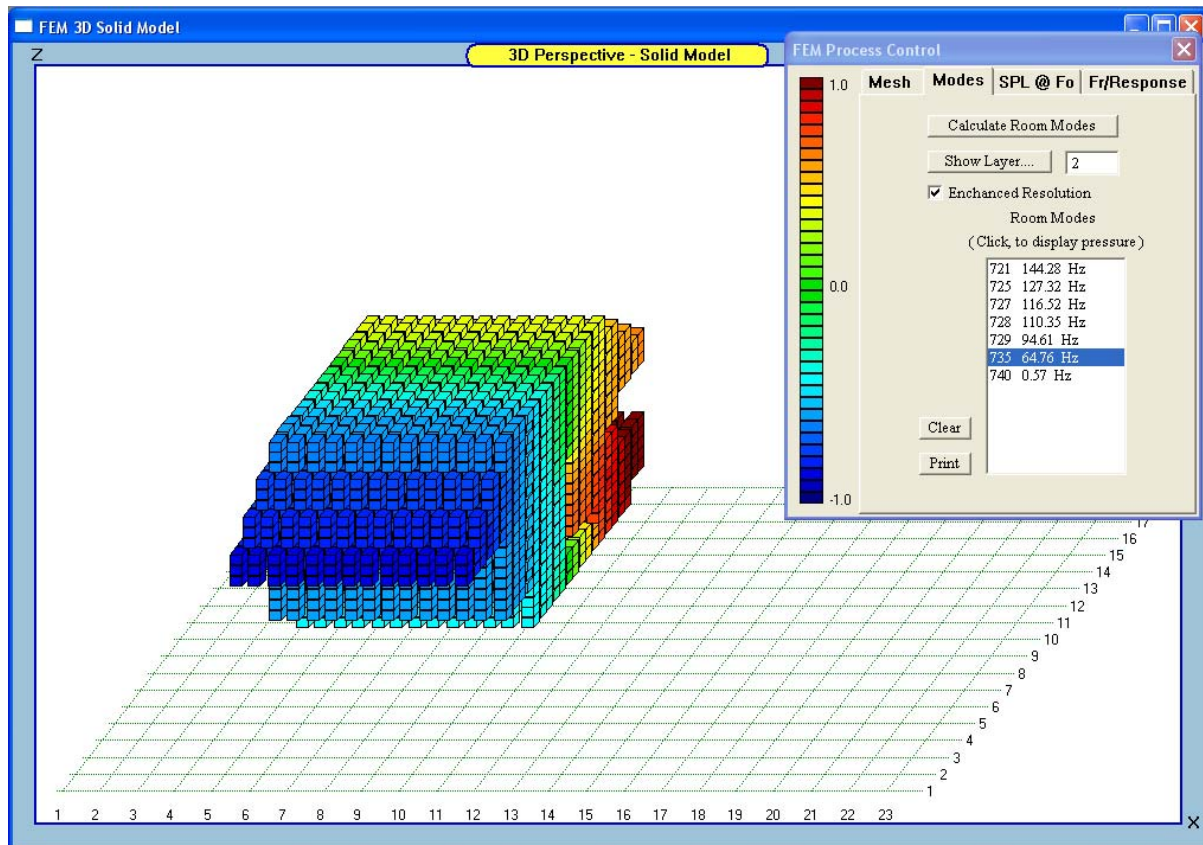 FEM 3D Solid Model
Z
3D Perspective - Solid Model
FEM Process Control
Mesh Modes SPL @ Fo Fr/Response
1.0
0.0
-1.0
Calculate Room Modes
Show Layer.... 2
Enchanced Resolution
Room Modes
( Click, to display pressure )
721 144.28 Hz
725 127.32 Hz
727 116.52 Hz
728 110.35 Hz
729 94.61 Hz
735 64.76 Hz
740 0.57 Hz
Clear
Print
17
16
15
14
13
12
11
10
9
8
7
6
5
4
3
2
1
1 2 3 4 5 6 7 8 9 10 11 12 13 14 15 16 17 18 19 20 21 22 23
X